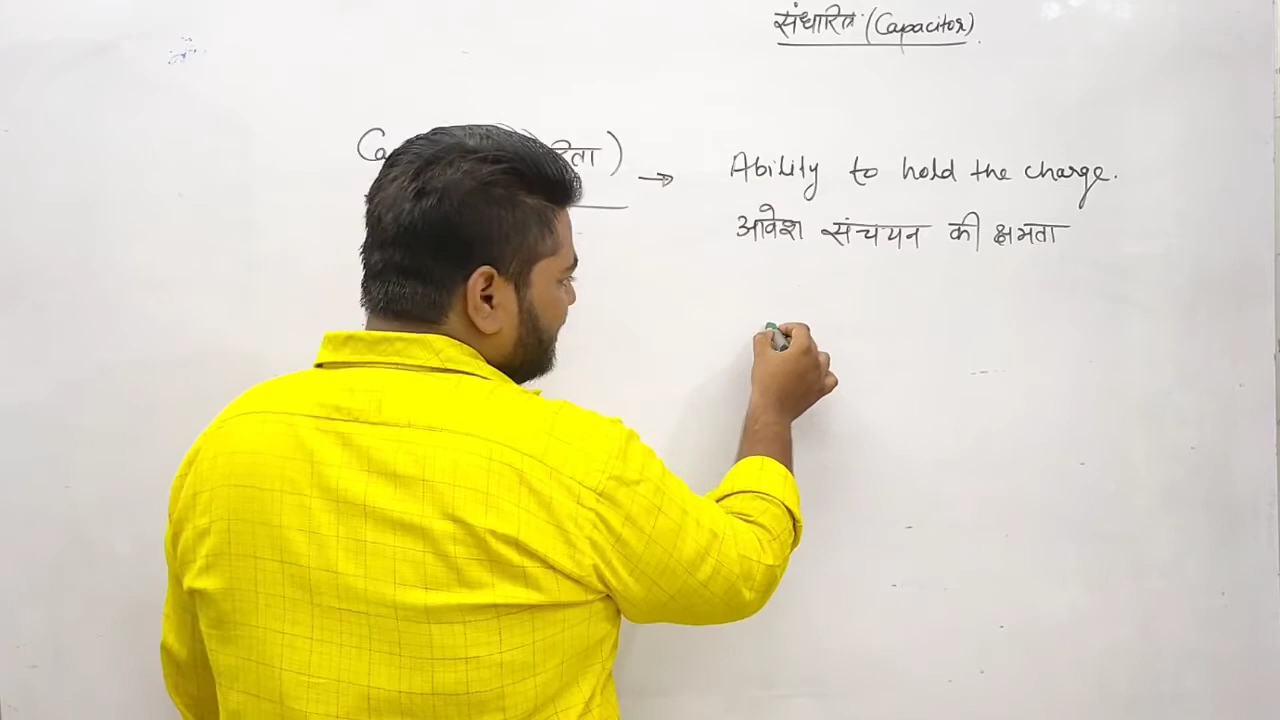 संधारित्र (Capacitor)
Ability to hold the charge.
आवेश संचयन की क्षमता